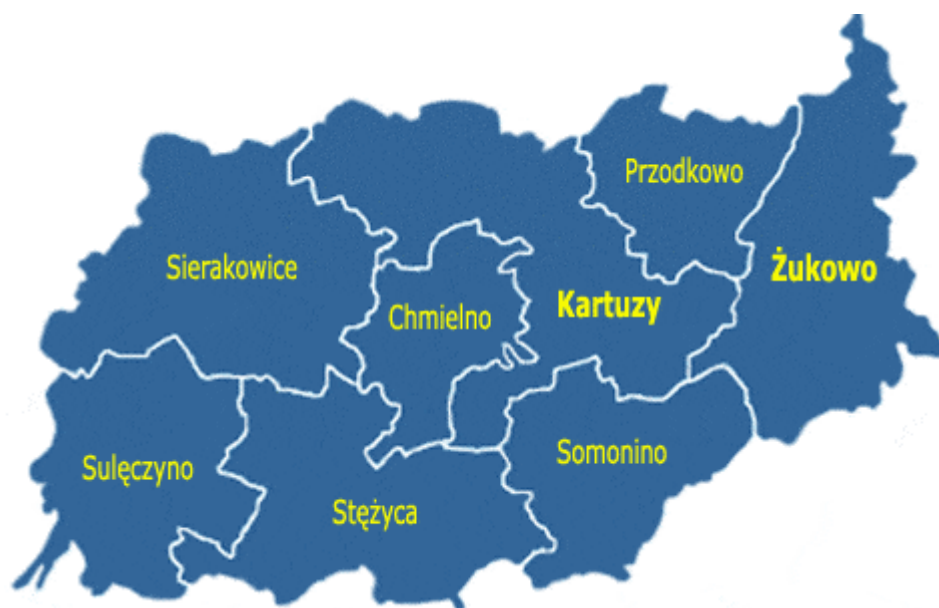 Przodkowo
Sierakowice
Żukowo
Chmielno
Kartuzy
Sulęczyno
Somonino
Stężyca